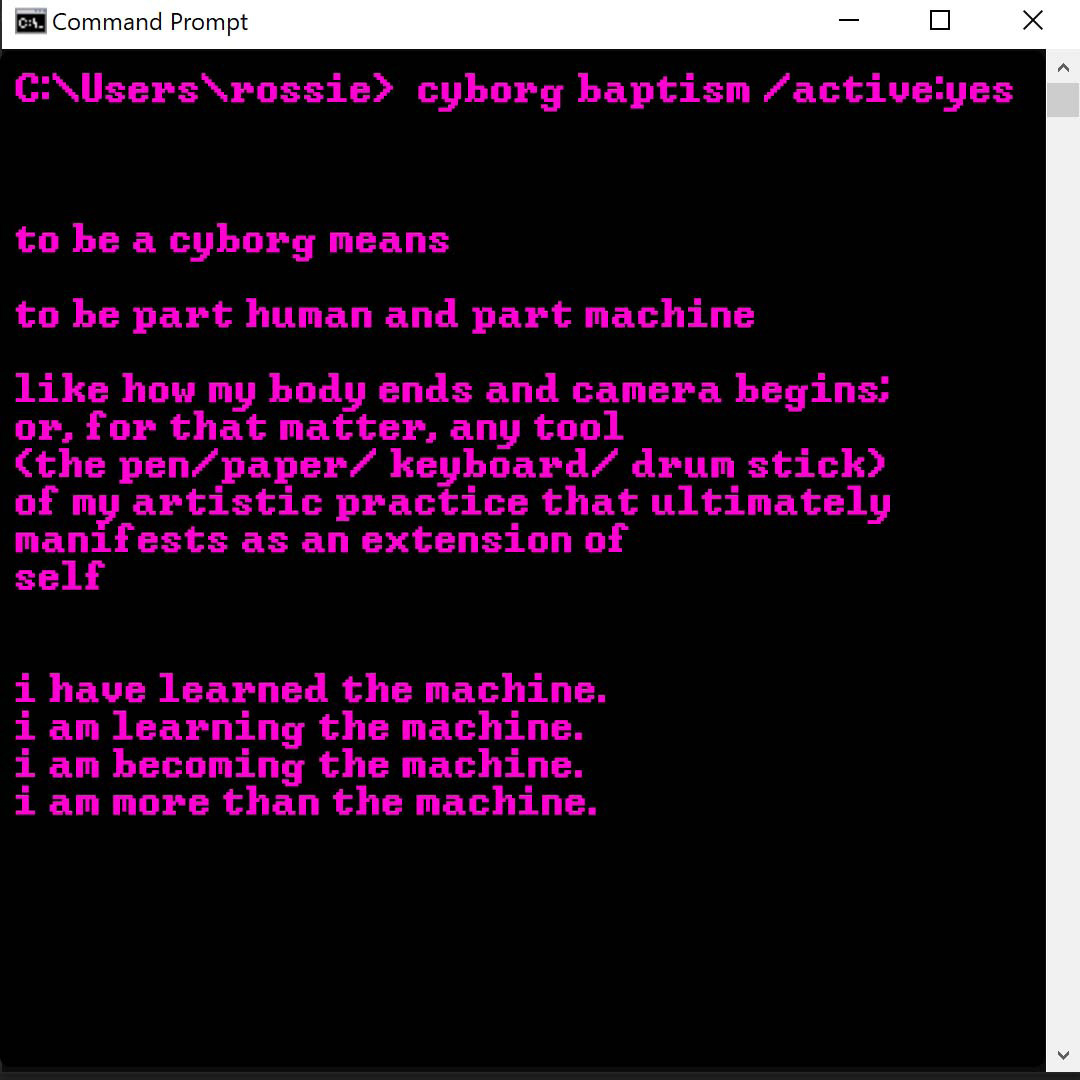 Command Prompt
C:\Users\rossie> cyborg baptism /active:yes
to be a cyborg means
to be part human and part machine
like how my body ends and camera begins;
or, for that matter, any tool
(the pen/paper/ keyboard/ drum stick)
of my artistic practice that ultimately
manifests as an extension of
self
i have learned the machine.
i am learning the machine.
i am becoming the machine.
i am more than the machine.